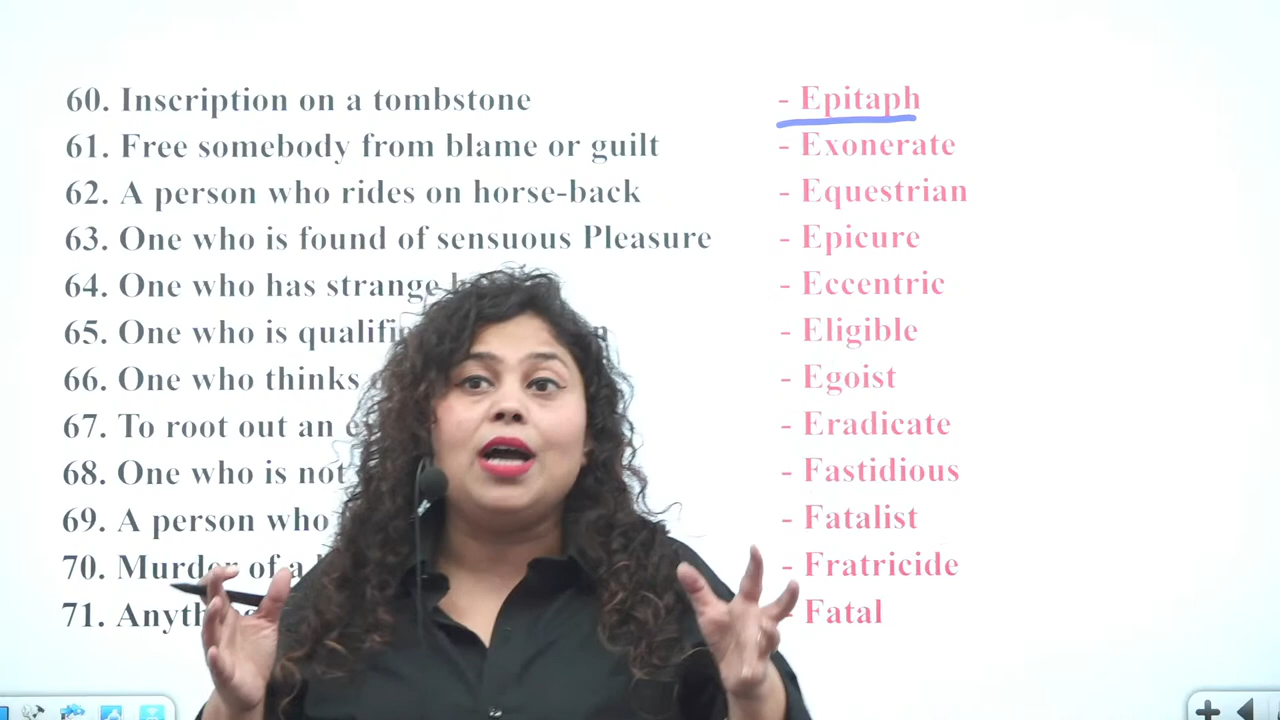 60. Inscription on a tombstone - Epitaph
61. Free somebody from blame or guilt - Exonerate
62. A person who rides on horse-back - Equestrian
63. One who is found of sensuous Pleasure - Epicure
64. One who has strange - Eccentric
65. One who is - Eligible
66. One who thinks - Egoist
67. To root out an - Eradicate
68. One who is not - Fastidious
69. A person who - Fatalist
70. Murder of a - Fratricide
71. - Fatal